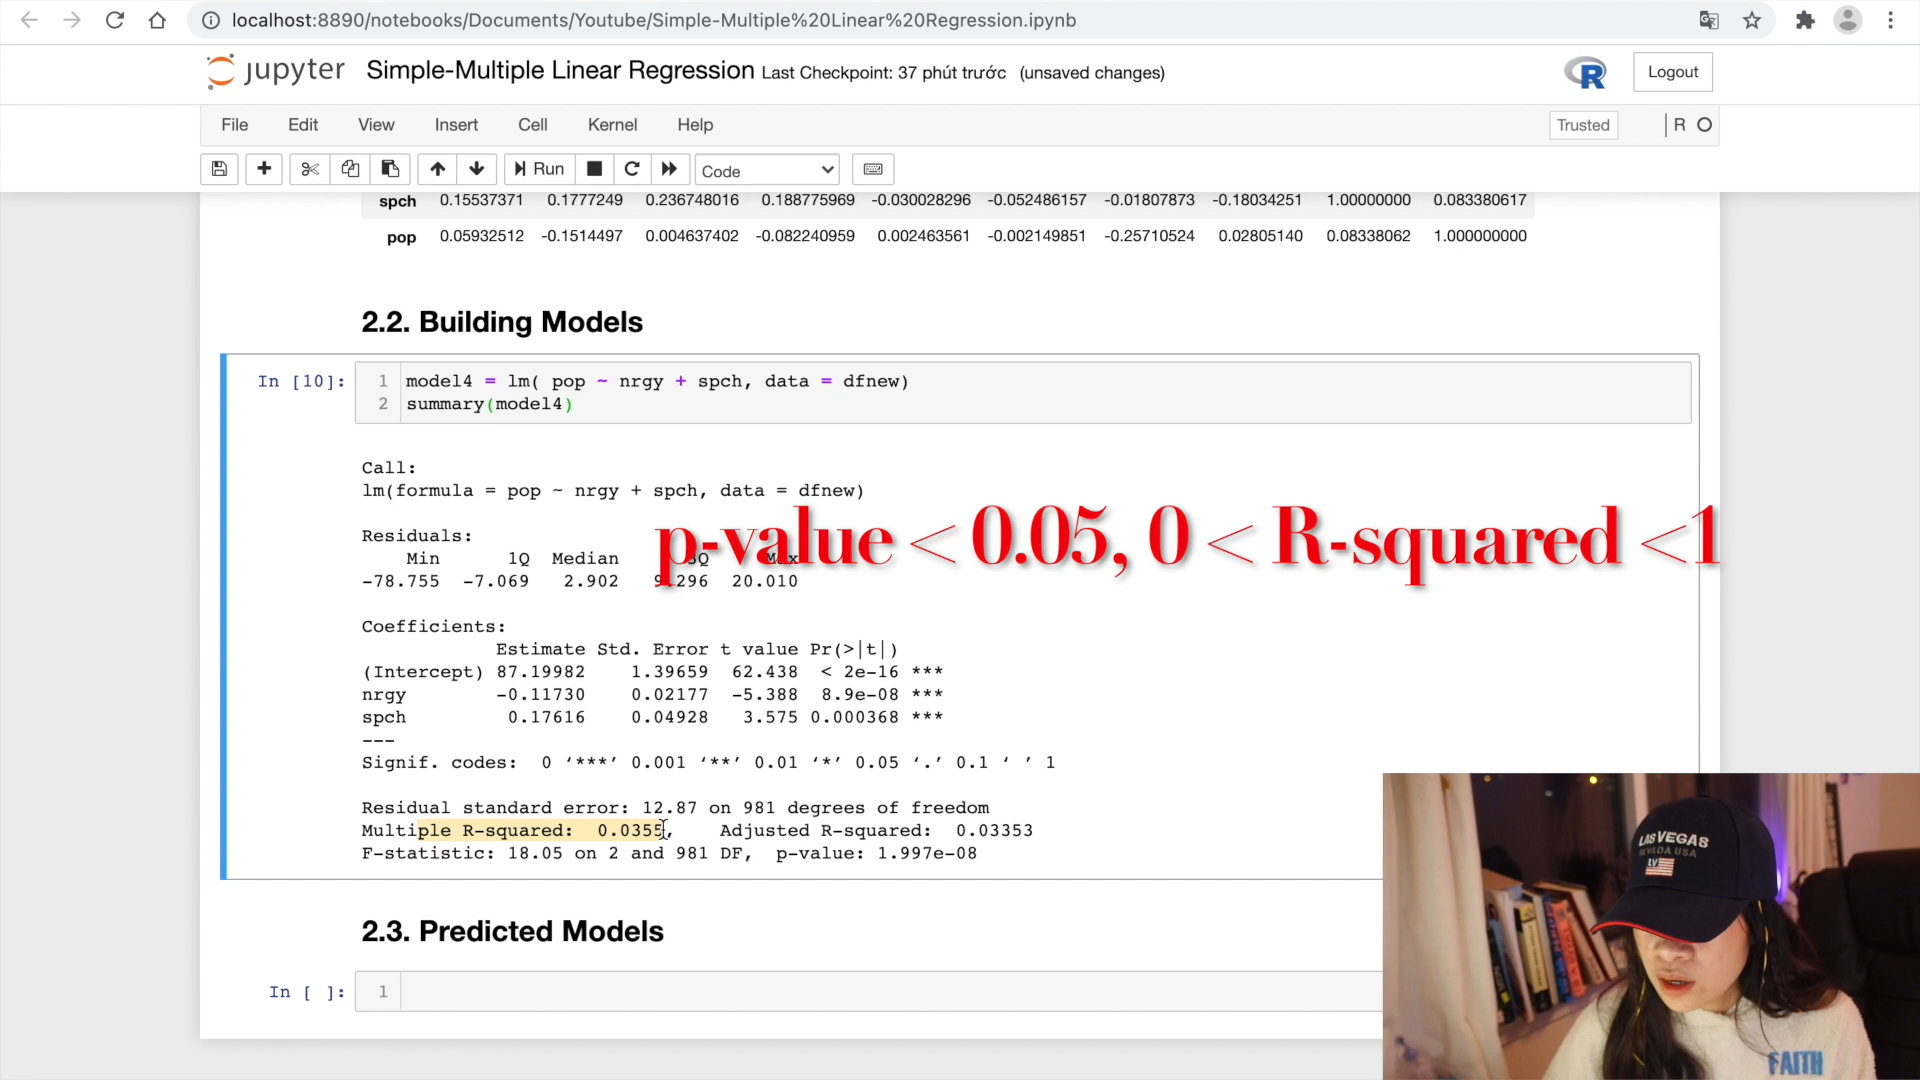 localhost:8890/notebooks/Documents/Youtube/Simple-Multiple%20Linear%20Regression.ipynb
jupyter Simple-Multiple Linear Regression Last Checkpoint: 37 phút trước (unsaved changes)
R
Logout
File Edit View Insert Cell Kernel Help
Trusted
R
Run
Code
spch 0.15537371 0.1777249 0.236748016 0.188775969 -0.030028296 -0.052486157 -0.01807873 -0.18034251 1.00000000 0.083380617
pop 0.05932512 -0.1514497 0.004637402 -0.082240959 0.002463561 -0.002149851 -0.25710524 0.02805140 0.08338062 1.000000000
2.2. Building Models
In [10]:
1 model4 = lm( pop ~ nrgy + spch, data = dfnew)
2 summary(model4)
Call:
lm(formula = pop ~ nrgy + spch, data = dfnew)
p-value < 0.05, 0 < R-squared <1
Residuals:
Min 1Q Median 3Q Max
-78.755 -7.069 2.902 9.296 20.010
Coefficients:
Estimate Std. Error t value Pr(>|t|)
(Intercept) 87.19982 1.39659 62.438 < 2e-16 ***
nrgy -0.11730 0.02177 -5.388 8.9e-08 ***
spch 0.17616 0.04928 3.575 0.000368 ***
---
Signif. codes: 0 ‘***’ 0.001 ‘**’ 0.01 ‘*’ 0.05 ‘.’ 0.1 ‘ ’ 1
Residual standard error: 12.87 on 981 degrees of freedom
Multiple R-squared: 0.0355, Adjusted R-squared: 0.03353
F-statistic: 18.05 on 2 and 981 DF, p-value: 1.997e-08
LAS VEGAS
NEVADA USA
LV
2.3. Predicted Models
In [ ]:
1
FAITH